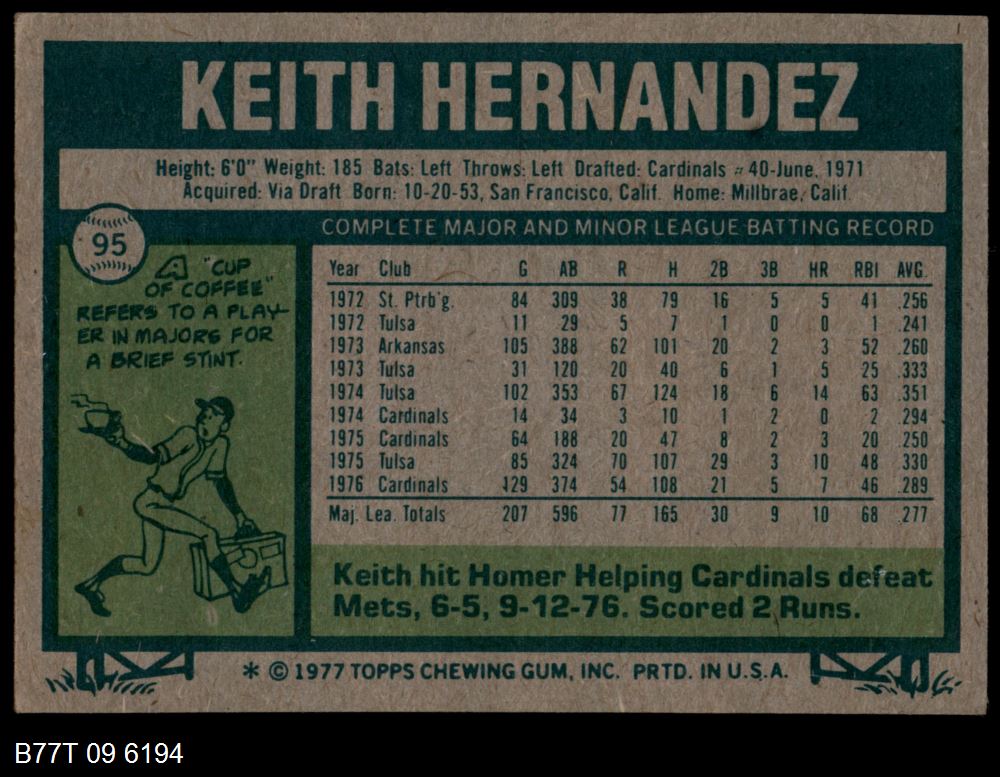 KEITH HERNANDEZ
Height: 6'0" Weight: 185 Bats: Left Throws: Left Drafted: Cardinals #40-June, 1971
Acquired: Via Draft Born: 10-20-53, San Francisco, Calif. Home: Millbrae, Calif.
95
COMPLETE MAJOR AND MINOR LEAGUE BATTING RECORD
A "CUP
OF COFFEE"
REFERS TO A PLAY-
ER IN MAJORS FOR
A BRIEF STINT.
Year Club G AB R H 2B 3B HR RBI AVG.
1972 St. Ptrb'g. 84 309 38 79 16 5 5 41 .256
1972 Tulsa 11 29 5 7 1 0 0 1 .241
1973 Arkansas 105 388 62 101 20 2 3 52 .260
1973 Tulsa 31 120 20 40 6 1 5 25 .333
1974 Tulsa 102 353 67 124 18 6 14 63 .351
1974 Cardinals 14 34 3 10 1 2 0 2 .294
1975 Cardinals 64 188 20 47 8 2 3 20 .250
1975 Tulsa 85 324 70 107 29 3 10 48 .330
1976 Cardinals 129 374 54 108 21 5 7 46 .289
Maj. Lea. Totals 207 596 77 165 30 9 10 68 .277
Keith hit Homer Helping Cardinals defeat
Mets, 6-5, 9-12-76. Scored 2 Runs.
* © 1977 TOPPS CHEWING GUM, INC. PRTD. IN U.S.A.
B77T 09 6194